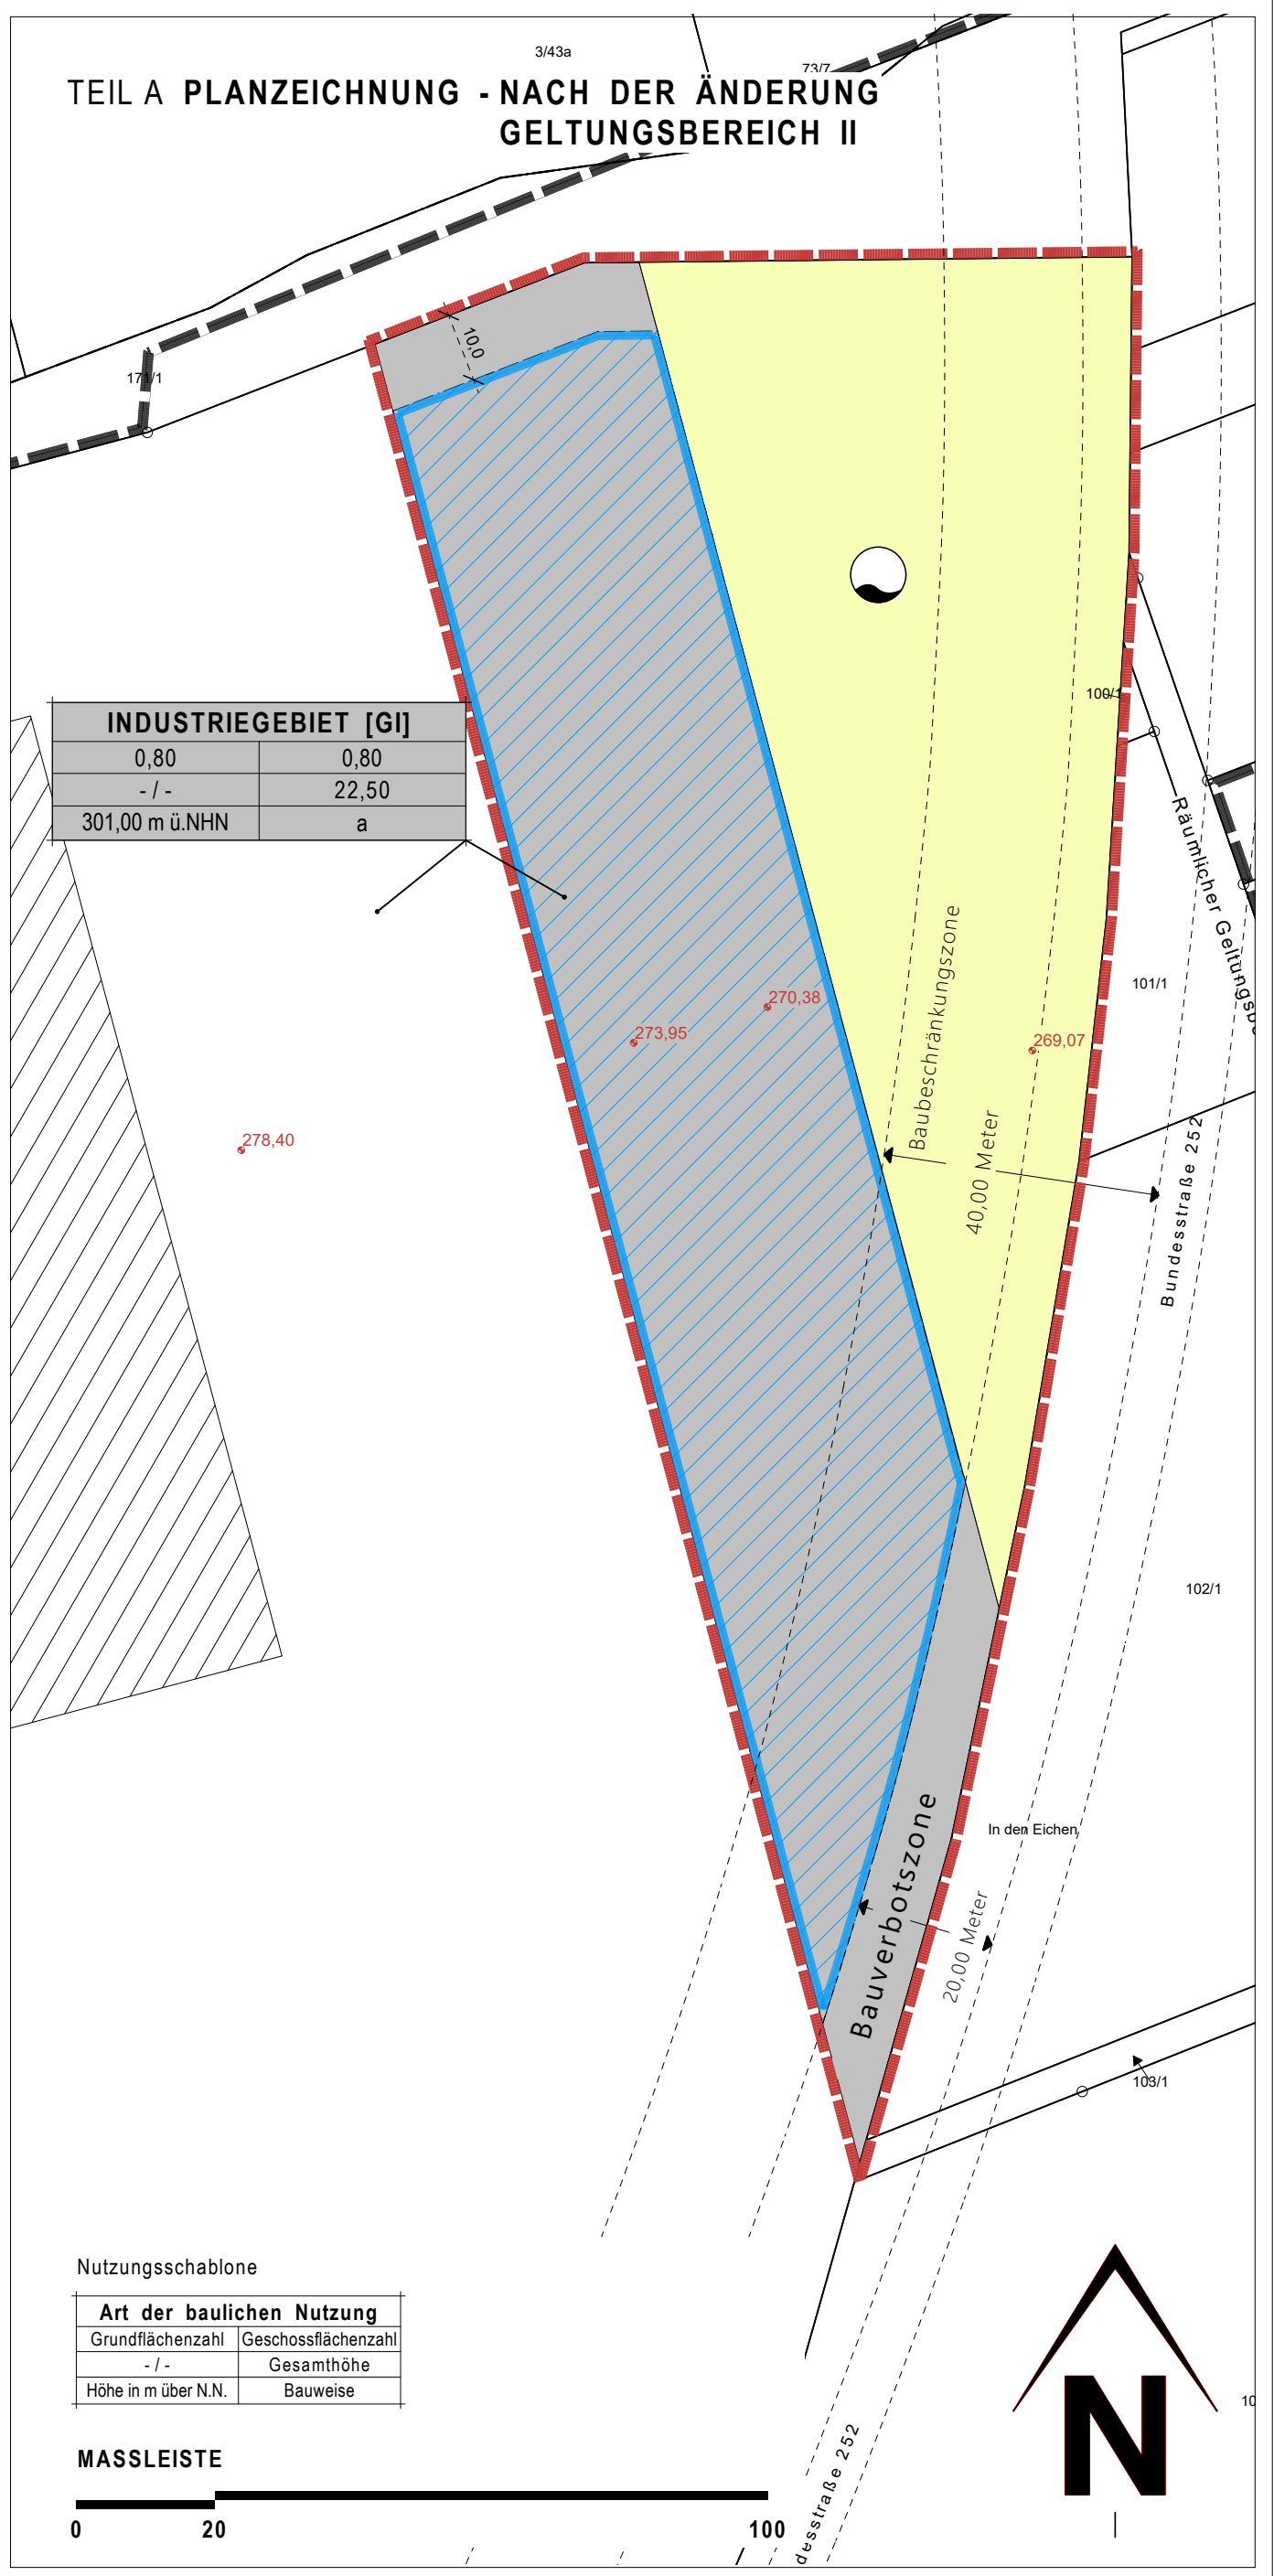 3/43a
73/7
TEIL A PLANZEICHNUNG - NACH DER ÄNDERUNG
GELTUNGSBEREICH II
10,0
171/1
100/1
INDUSTRIEGEBIET [GI]
0,80 0,80
- / - 22,50
301,00 m ü.NHN a
Räumlicher Geltungsb
Baubeschränkungszone
101/1
270,38
273,95
269,07
278,40
40,00 Meter
Bundesstraße 252
102/1
In den Eichen
Bauverbotszone
20,00 Meter
103/1
Nutzungsschablone
Art der baulichen Nutzung
Grundflächenzahl Geschossflächenzahl
- / - Gesamthöhe
Höhe in m über N.N. Bauweise
N
10
desstraße 252
MASSLEISTE
0 20 100